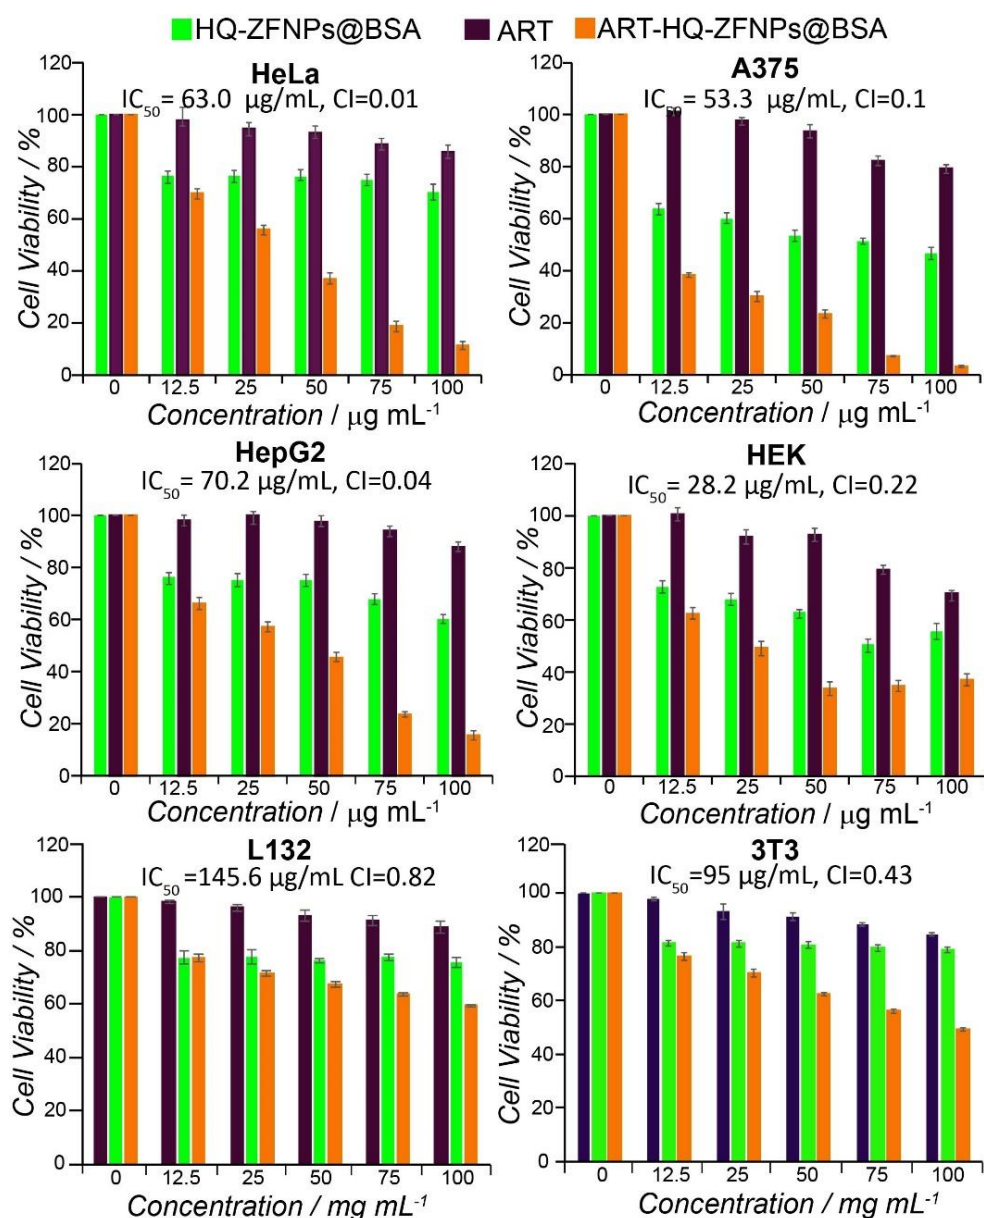 HQ-ZFNPs@BSA ART ART-HQ-ZFNPs@BSA
HeLa
IC50= 63.0 μg/mL, CI=0.01
Cell Viability / %
120
100
80
60
40
20
0
0 12.5 25 50 75 100
Concentration / μg mL-1
A375
IC50= 53.3 μg/mL, CI=0.1
Cell Viability / %
120
100
80
60
40
20
0
0 12.5 25 50 75 100
Concentration / μg mL-1
HepG2
IC50= 70.2 μg/mL, CI=0.04
Cell Viability / %
120
100
80
60
40
20
0
0 12.5 25 50 75 100
Concentration / μg mL-1
HEK
IC50= 28.2 μg/mL, CI=0.22
Cell Viability / %
120
100
80
60
40
20
0
0 12.5 25 50 75 100
Concentration / μg mL-1
L132
IC50=145.6 μg/mL CI=0.82
Cell Viability / %
120
100
80
60
40
20
0
0 12.5 25 50 75 100
Concentration / mg mL-1
3T3
IC50=95 μg/mL, CI=0.43
Cell Viability / %
120
100
80
60
40
20
0
0 12.5 25 50 75 100
Concentration / mg mL-1